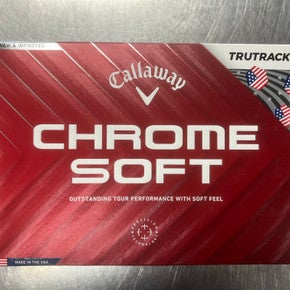 NEW & IMPROVED
TRUTRACK
Callaway
CHROME
SOFT
OUTSTANDING TOUR PERFORMANCE WITH SOFT FEEL
MADE IN THE USA